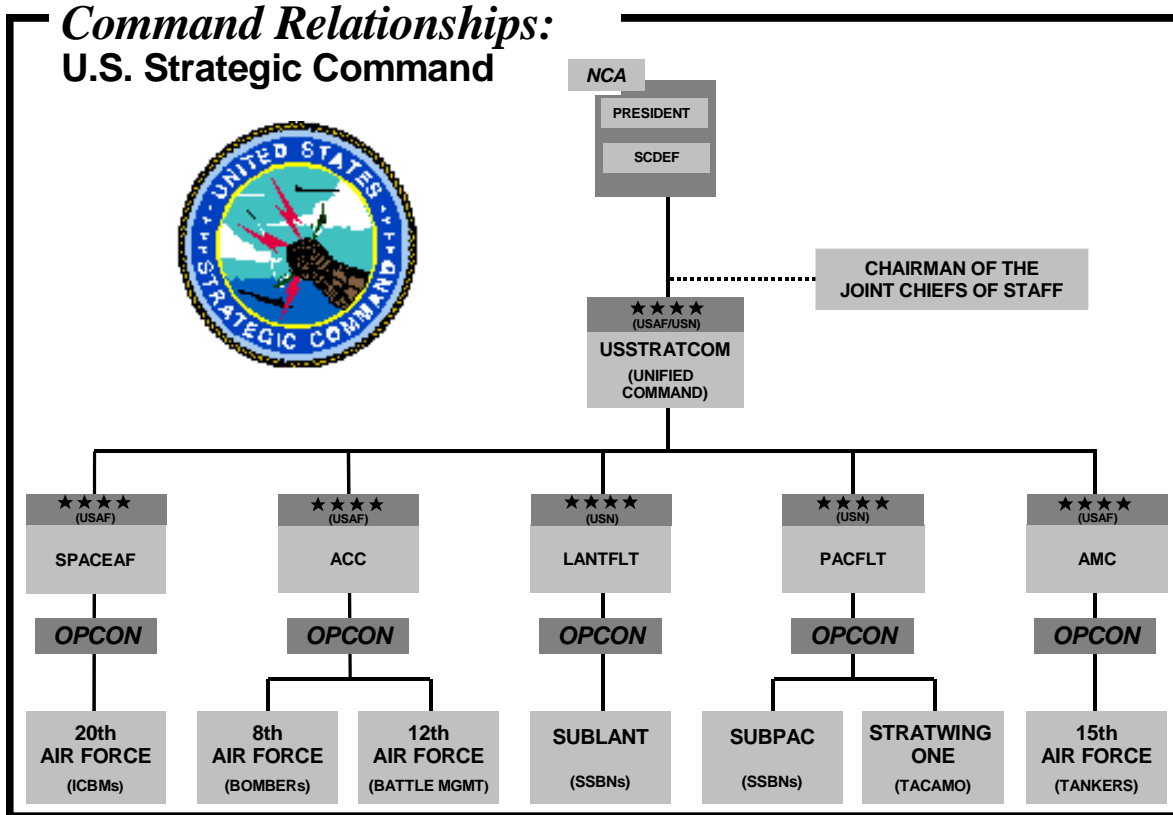 Command Relationships:
U.S. Strategic Command
UNITED STATES
STRATEGIC COMMAND
NCA
PRESIDENT
SCDEF
CHAIRMAN OF THE
JOINT CHIEFS OF STAFF
(USAF/USN)
USSTRATCOM
(UNIFIED
COMMAND)
(USAF)
SPACEAF
OPCON
(USAF)
ACC
OPCON
(USN)
LANTFLT
OPCON
(USN)
PACFLT
OPCON
(USAF)
AMC
OPCON
20th
AIR FORCE
(ICBMs)
8th
AIR FORCE
(BOMBERs)
12th
AIR FORCE
(BATTLE MGMT)
SUBLANT
(SSBNs)
SUBPAC
(SSBNs)
STRATWING
ONE
(TACAMO)
15th
AIR FORCE
(TANKERS)